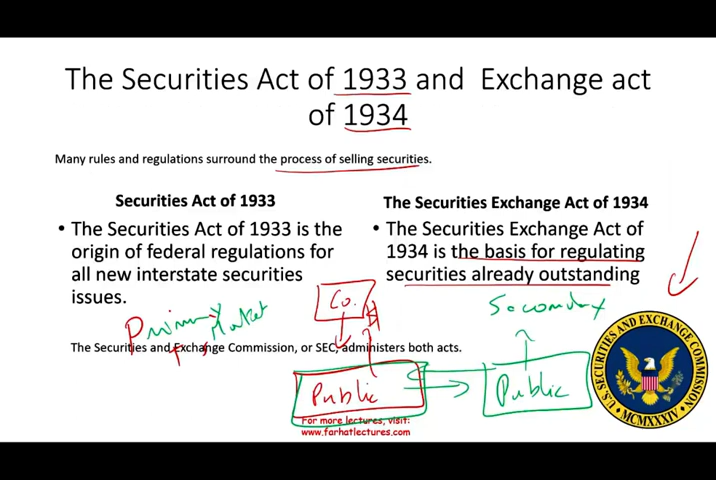 The Securities Act of 1933 and Exchange act
of 1934
Many rules and regulations surround the process of selling securities.
Securities Act of 1933
• The Securities Act of 1933 is the
origin of federal regulations for
all new interstate securities
issues.
The Securities Exchange Act of 1934
• The Securities Exchange Act of
1934 is the basis for regulating
securities already outstanding
Co.
Primary Market
Secondary
The Securities and Exchange Commission, or SEC, administers both acts.
Public
Public
For more lectures, visit:
www.farhatlectures.com
U.S. SECURITIES AND EXCHANGE COMMISSION
MCMXXXIV